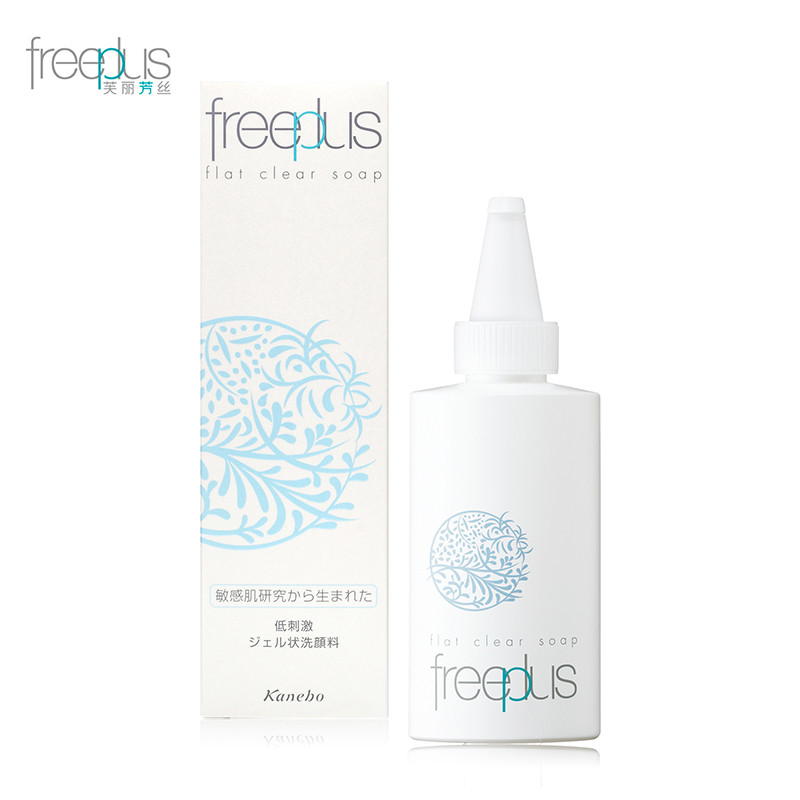 freeplus
芙丽芳丝
freeplus
flat clear soap
敏感肌研究から生まれた
低刺激
ジェル状洗顔料
Kanebo
flat clear soap
freeplus